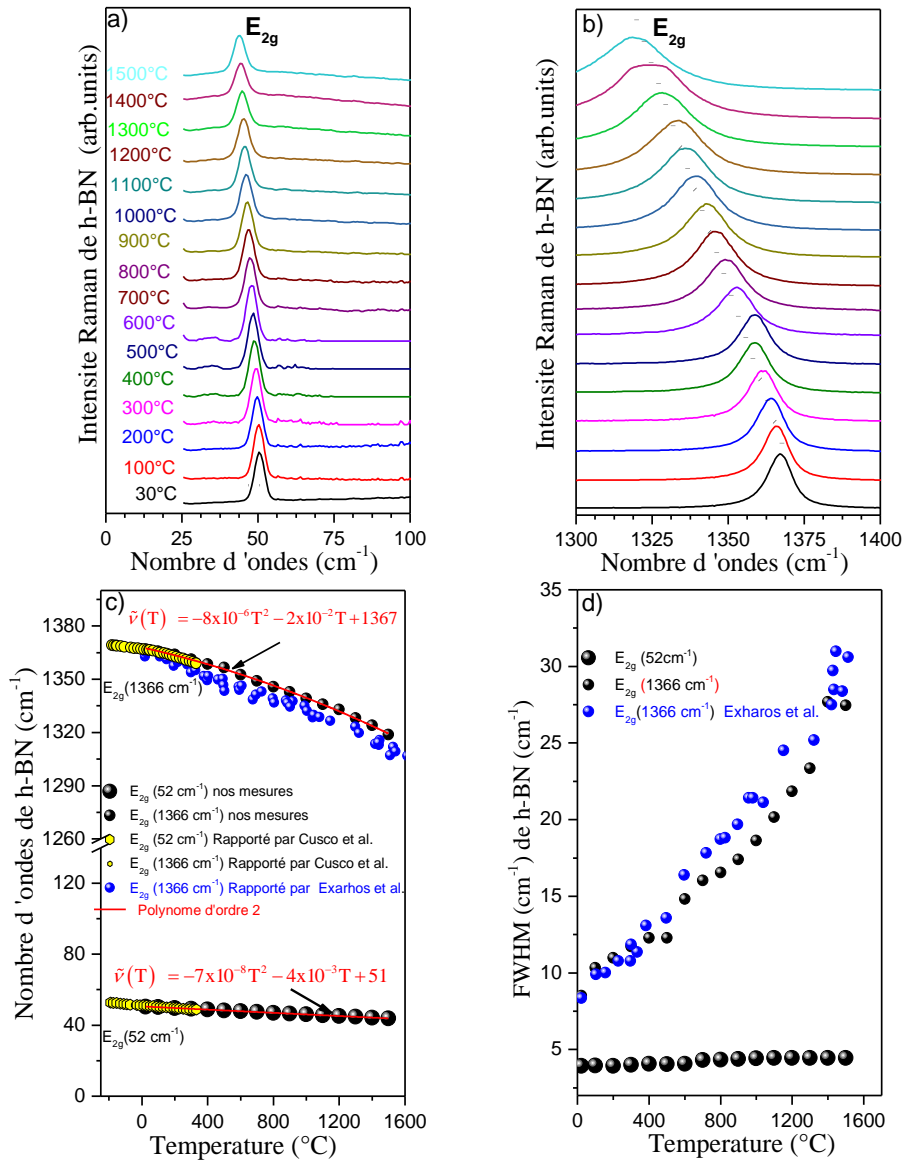 a)
E2g
Intensite Raman de h-BN (arb.units)
1500°C
1400°C
1300°C
1200°C
1100°C
1000°C
900°C
800°C
700°C
600°C
500°C
400°C
300°C
200°C
100°C
30°C
0 25 50 75 100
Nombre d 'ondes (cm-1)
b)
E2g
Intensite Raman de h-BN (arb.units)
1300 1325 1350 1375 1400
Nombre d 'ondes (cm-1)
c)
ṽ(T) = -8x10⁻⁶T² - 2x10⁻²T+1367
E2g(1366 cm-1)
E2g (52 cm-1) nos mesures
E2g (1366 cm-1) nos mesures
E2g (52 cm-1) Rapporté par Cusco et al.
E2g (1366 cm-1) Rapporté par Cusco et al.
E2g (1366 cm-1) Rapporté par Exarhos et al.
Polynome d'ordre 2
ṽ(T) = -7x10⁻⁸T² - 4x10⁻³T+51
E2g(52 cm-1)
Nombre d 'ondes de h-BN (cm-1)
1380
1350
1320
1290
1260
120
80
40
0
0 400 800 1200 1600
Temperature (°C)
d)
E2g (52cm-1)
E2g (1366 cm-1)
E2g(1366 cm-1) Exharos et al.
FWHM (cm-1) de h-BN (cm-1)
35
30
25
20
15
10
5
0 400 800 1200 1600
Temperature (°C)